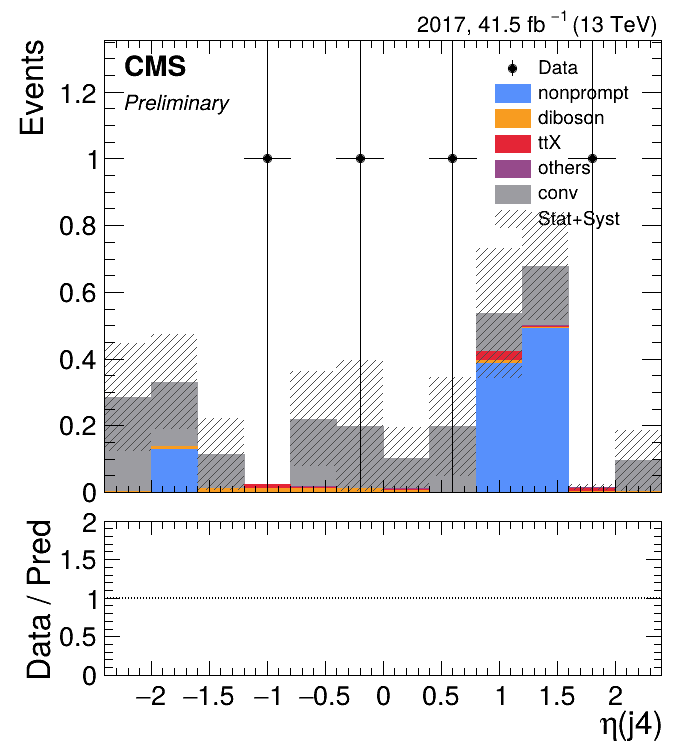 2017, 41.5 fb⁻¹ (13 TeV)
CMS
Preliminary
Events
1.2
1
0.8
0.6
0.4
0.2
0
Data
nonprompt
diboson
ttX
others
conv
Stat+Syst
Data / Pred
2
1.5
1
0.5
0
−2 −1.5 −1 −0.5 0 0.5 1 1.5 2
η(j4)